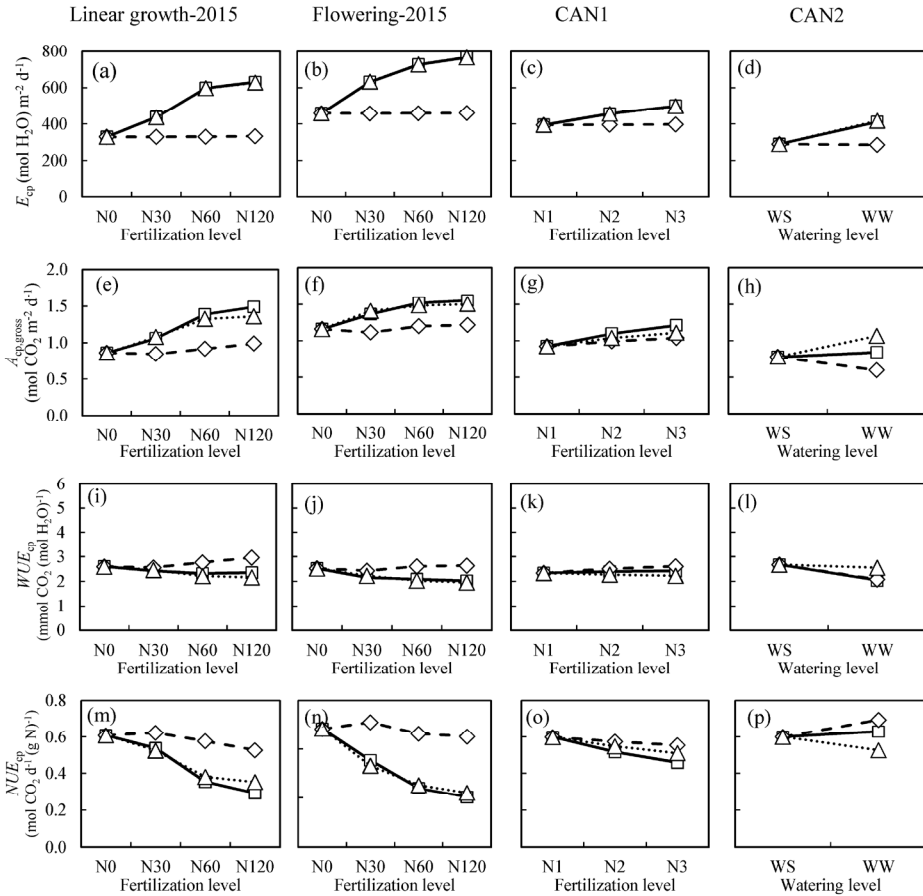 Linear growth-2015 Flowering-2015 CAN1 CAN2
E_cp (mol H₂O) m⁻² d⁻¹)
800
600
400
200
0
(a) (b) (c) (d)
N0 N30 N60 N120 N0 N30 N60 N120 N1 N2 N3 WS WW
Fertilization level Fertilization level Fertilization level Watering level
A_cp,gross
(mol CO₂ m⁻² d⁻¹)
2.0
1.5
1.0
0.5
0.0
(e) (f) (g) (h)
N0 N30 N60 N120 N0 N30 N60 N120 N1 N2 N3 WS WW
Fertilization level Fertilization level Fertilization level Watering level
WUE_cp
(mmol CO₂ (mol H₂O)⁻¹)
6
5
4
3
2
1
0
(i) (j) (k) (l)
N0 N30 N60 N120 N0 N30 N60 N120 N1 N2 N3 WS WW
Fertilization level Fertilization level Fertilization level Watering level
NUE_cp
(mol CO₂ d⁻¹ (g N)⁻¹)
0.8
0.6
0.4
0.2
0.0
(m) (n) (o) (p)
N0 N30 N60 N120 N0 N30 N60 N120 N1 N2 N3 WS WW
Fertilization level Fertilization level Fertilization level Watering level